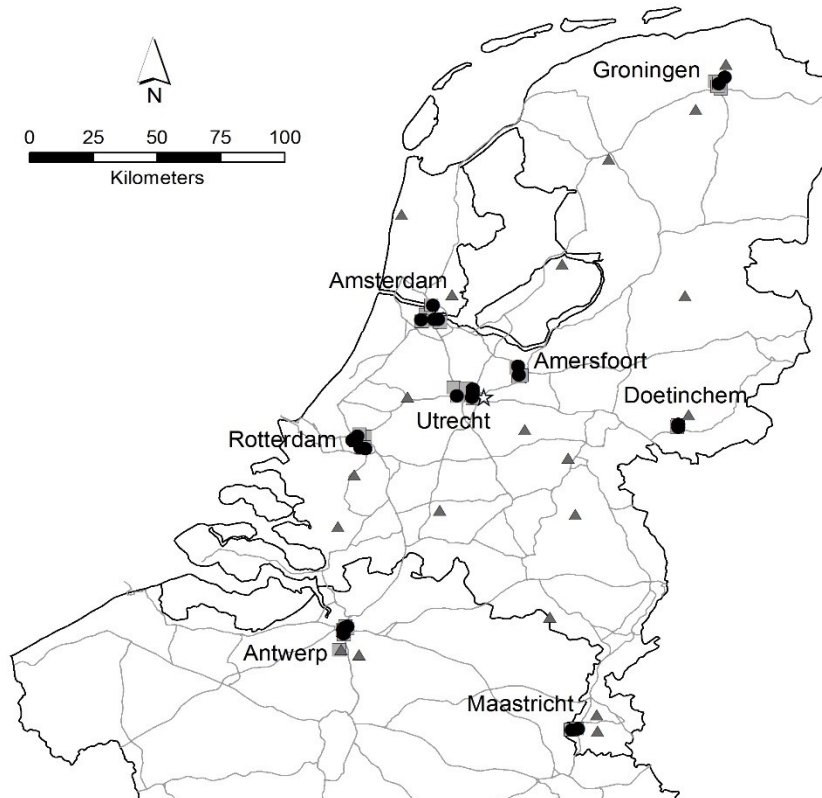 Groningen
N
0 25 50 75 100
Kilometers
Amsterdam
Amersfoort
Doetinchem
Utrecht
Rotterdam
Antwerp
Maastricht